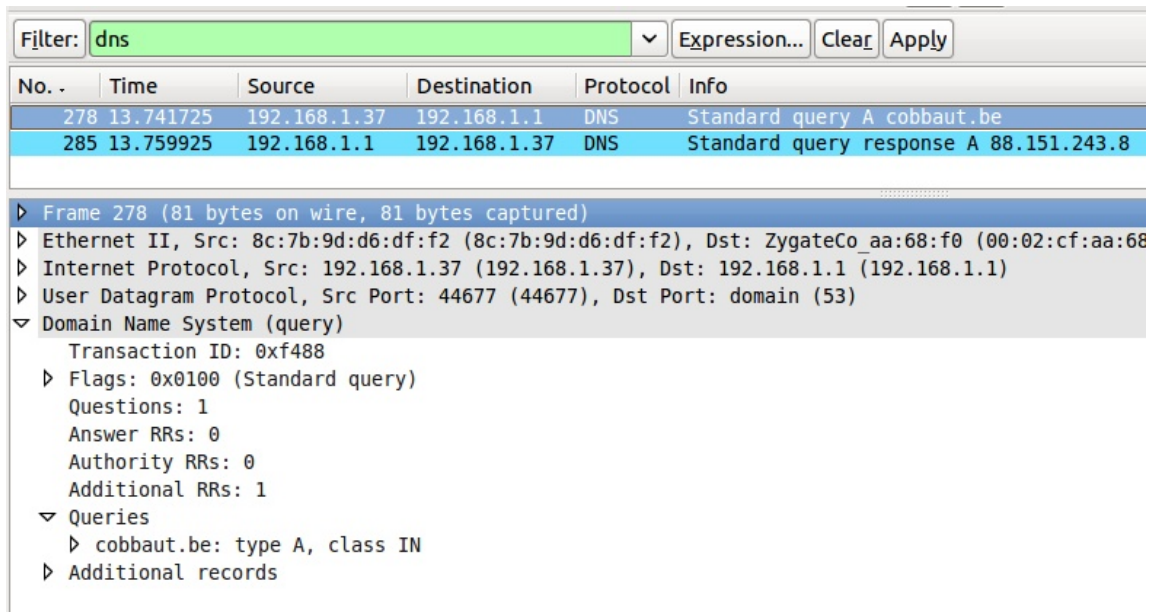 Filter: dns Expression... Clear Apply
No. . Time Source Destination Protocol Info
278 13.741725 192.168.1.37 192.168.1.1 DNS Standard query A cobbaut.be
285 13.759925 192.168.1.1 192.168.1.37 DNS Standard query response A 88.151.243.8
Frame 278 (81 bytes on wire, 81 bytes captured)
Ethernet II, Src: 8c:7b:9d:d6:df:f2 (8c:7b:9d:d6:df:f2), Dst: ZygateCo_aa:68:f0 (00:02:cf:aa:68
Internet Protocol, Src: 192.168.1.37 (192.168.1.37), Dst: 192.168.1.1 (192.168.1.1)
User Datagram Protocol, Src Port: 44677 (44677), Dst Port: domain (53)
Domain Name System (query)
Transaction ID: 0xf488
Flags: 0x0100 (Standard query)
Questions: 1
Answer RRs: 0
Authority RRs: 0
Additional RRs: 1
Queries
cobbaut.be: type A, class IN
Additional records